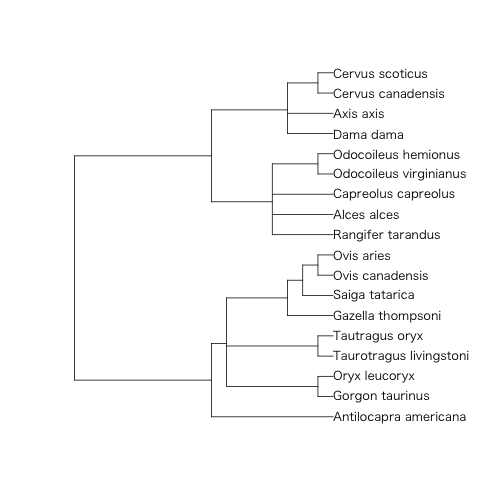 Cervus scoticus
Cervus canadensis
Axis axis
Dama dama
Odocoileus hemionus
Odocoileus virginianus
Capreolus capreolus
Alces alces
Rangifer tarandus
Ovis aries
Ovis canadensis
Saiga tatarica
Gazella thompsoni
Tautragus oryx
Taurotragus livingstoni
Oryx leucoryx
Gorgon taurinus
Antilocapra americana